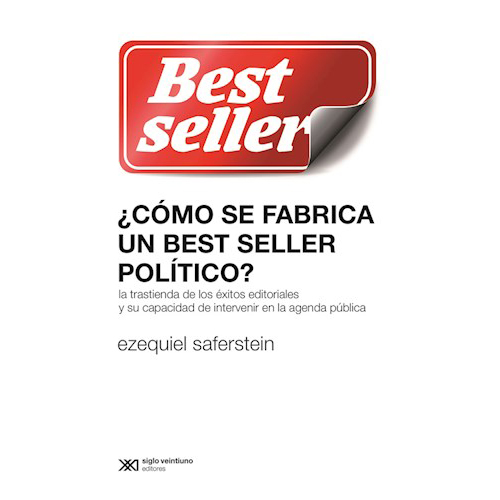 Best
seller
¿CÓMO SE FABRICA
UN BEST SELLER
POLÍTICO?
la trastienda de los éxitos editoriales
y su capacidad de intervenir en la agenda pública
ezequiel saferstein
siglo veintiuno
editores